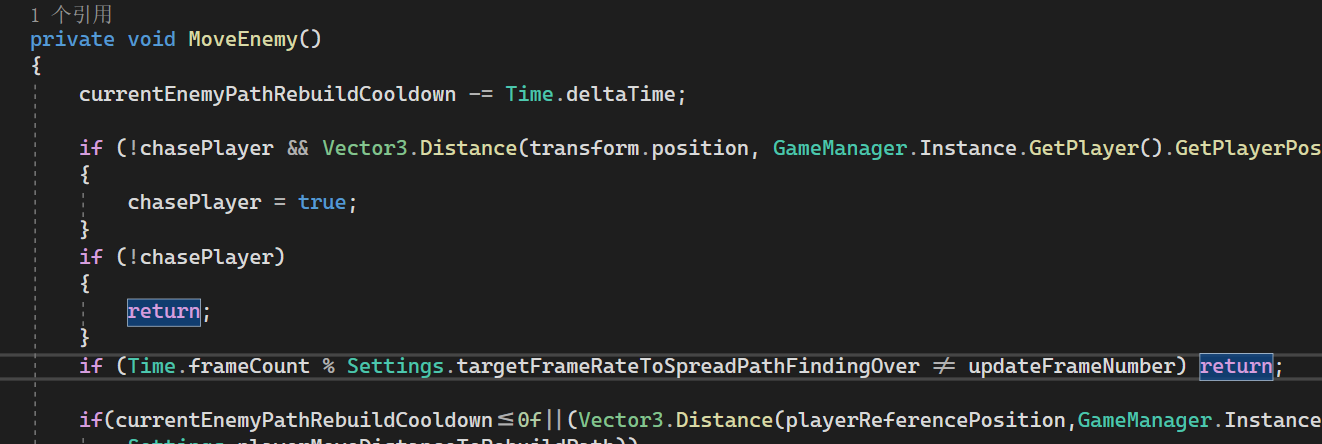 1 个引用
private void MoveEnemy()
{
currentEnemyPathRebuildCooldown -= Time.deltaTime;
if (!chasePlayer && Vector3.Distance(transform.position, GameManager.Instance.GetPlayer().GetPlayerPos
{
chasePlayer = true;
}
if (!chasePlayer)
{
return;
}
if (Time.frameCount % Settings.targetFrameRateToSpreadPathFindingOver ≠ updateFrameNumber) return;
if(currentEnemyPathRebuildCooldown≤0f||(Vector3.Distance(playerReferencePosition,GameManager.Instance
Settings.playerMoveDistanceToRebuildPath))